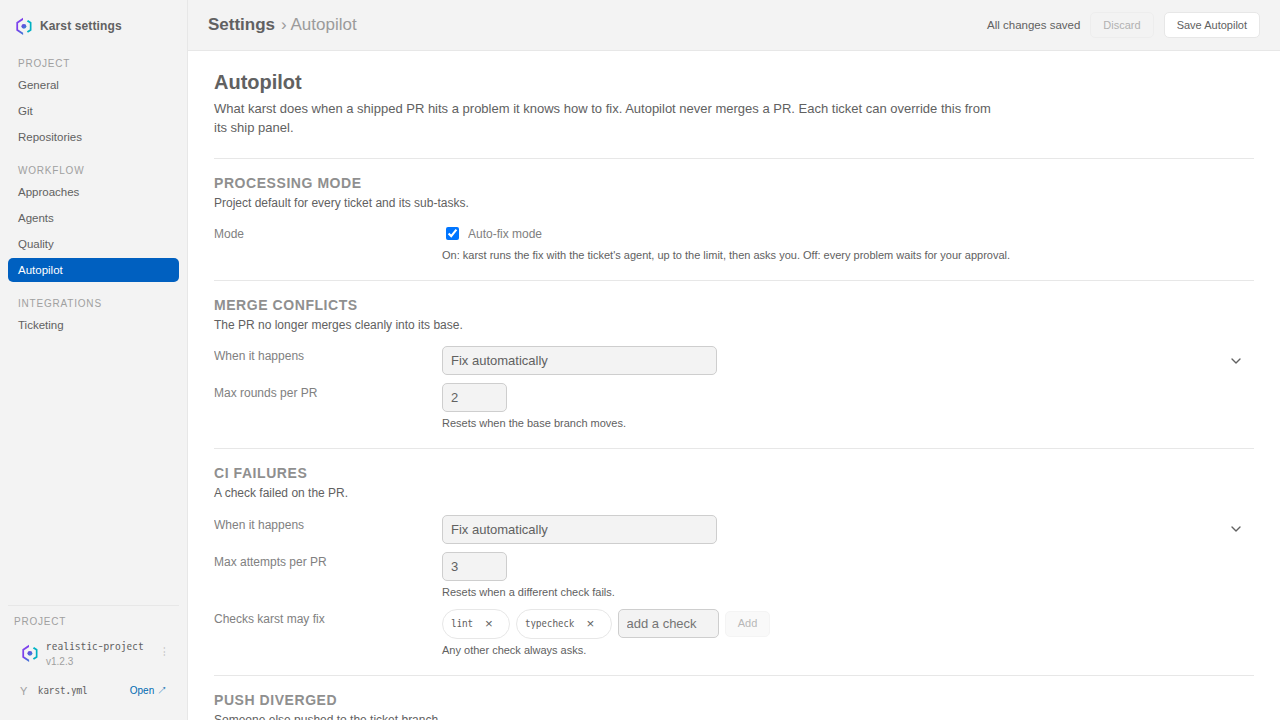 Karst settings
PROJECT
General
Git
Repositories
WORKFLOW
Approaches
Agents
Quality
Autopilot
INTEGRATIONS
Ticketing
PROJECT
realistic-project
v1.2.3
Y karst.yml Open ↗
Settings › Autopilot
All changes saved Discard Save Autopilot
Autopilot
What karst does when a shipped PR hits a problem it knows how to fix. Autopilot never merges a PR. Each ticket can override this from
its ship panel.
PROCESSING MODE
Project default for every ticket and its sub-tasks.
Mode Auto-fix mode
On: karst runs the fix with the ticket's agent, up to the limit, then asks you. Off: every problem waits for your approval.
MERGE CONFLICTS
The PR no longer merges cleanly into its base.
When it happens Fix automatically
Max rounds per PR 2
Resets when the base branch moves.
CI FAILURES
A check failed on the PR.
When it happens Fix automatically
Max attempts per PR 3
Resets when a different check fails.
Checks karst may fix lint × typecheck × add a check Add
Any other check always asks.
PUSH DIVERGED
Someone else pushed to the ticket branch.